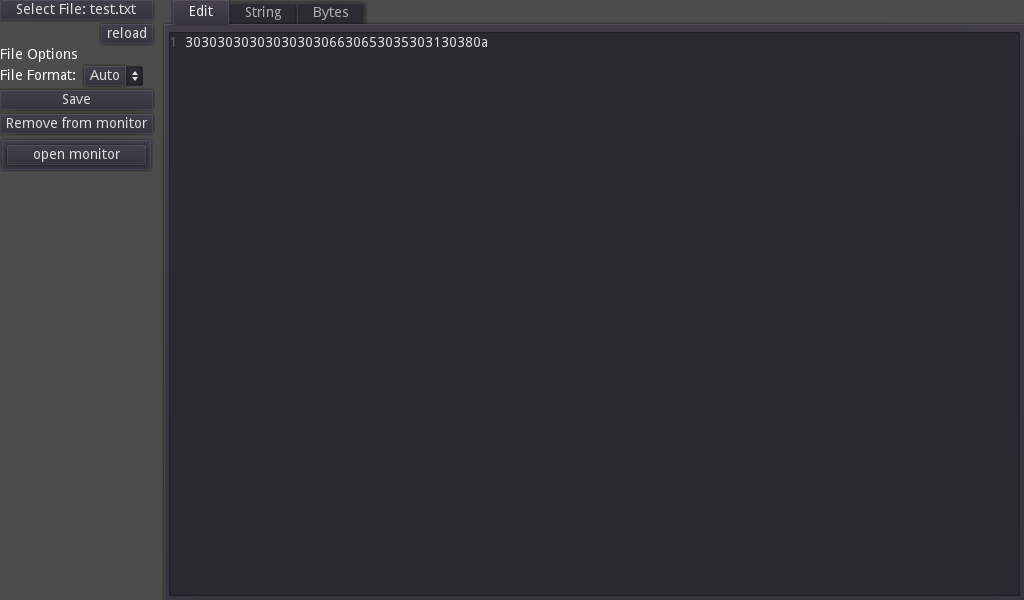 Select File: test.txt
reload
File Options
File Format: Auto
Save
Remove from monitor
open monitor
Edit String Bytes
1 3030303030303030306630653035303130380a